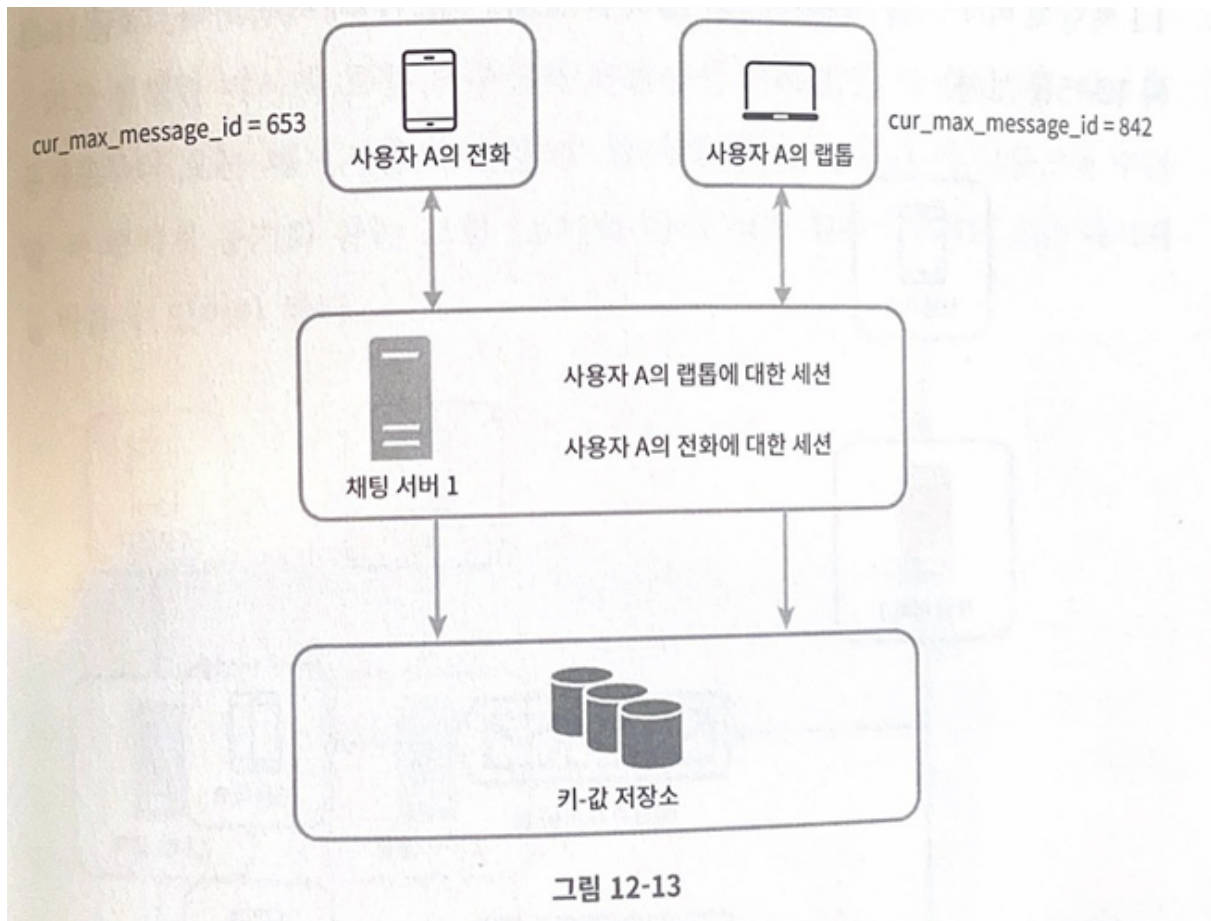 cur_max_message_id = 653
사용자 A의 전화
사용자 A의 랩톱
cur_max_message_id = 842
사용자 A의 랩톱에 대한 세션
사용자 A의 전화에 대한 세션
채팅 서버 1
키-값 저장소
그림 12-13